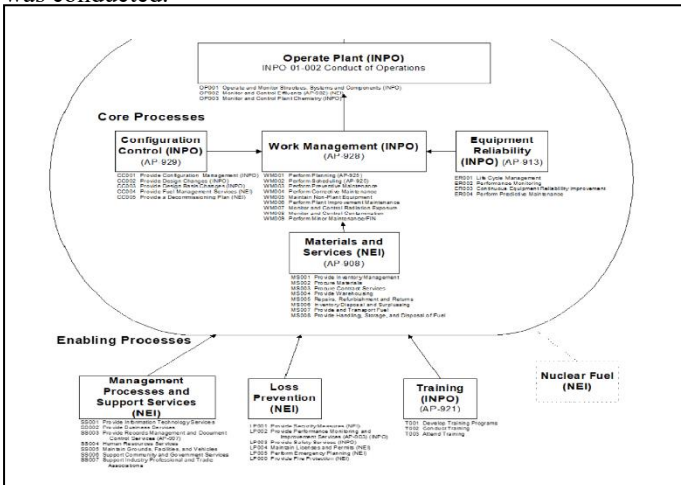 was conducted.
Operate Plant (INPO)
INPO 01-002 Conduct of Operations
OP001 Operate and Monitor Structure, Systems and Components (INPO)
OP002 Monitor and Control Effluents (AP-902) (NEI)
OP003 Monitor and Control Plant Chemistry (INPO)
Core Processes
Configuration
Control (INPO)
(AP-929)
CC001 Provide Configuration Management (INPO)
CC002 Provide Design Changes (INPO)
CC003 Provide Design Basis Changes (INPO)
CC004 Provide Fuel Management Services (NEI)
CC005 Provide a Decommissioning Plan (NEI)
Work Management (INPO)
(AP-928)
WM001 Perform Planning (AP-928)
WM002 Perform Scheduling (AP-928)
WM003 Perform Preventive Maintenance
WM004 Perform Corrective Maintenance
WM005 Maintain Non-Plant Equipment
WM006 Perform Plant Improvement Maintenance
WM007 Monitor and Control Radiation Exposure
WM008 Monitor and Control Contamination
WM009 Perform Minor Maintenance/FIN
Equipment
Reliability
(INPO) (AP-913)
ER001 Life Cycle Management
ER002 Performance Monitoring
ER003 Continuous Equipment Reliability Improvement
ER004 Perform Predictive Maintenance
Materials and
Services (NEI)
(AP-908)
MS001 Provide Inventory Management
MS002 Procure Materials
MS003 Procure Contract Services
MS004 Provide Warehousing
MS005 Repairs, Refurbishment and Returns
MS006 Inventory Disposal and Surplussing
MS007 Provide and Transport Fuel
MS008 Provide Handling, Storage, and Disposal of Fuel
Enabling Processes
Management
Processes and
Support Services
(NEI)
SS001 Provide Information Technology Services
SS002 Provide Business Services
SS003 Provide Records Management and Document
Control Services (AP-907)
SS004 Human Resources Services
SS005 Maintain Grounds, Facilities, and Vehicles
SS006 Support Community and Government Services
SS007 Support Industry Professional and Trade
Associations
Loss
Prevention
(NEI)
LP001 Provide Security Measures (INPO)
LP002 Provide Performance Monitoring and
Improvement Services (AP-903) (INPO)
LP003 Provide Safety Services (INPO)
LP004 Maintain Licenses and Permits (NEI)
LP005 Perform Emergency Planning (NEI)
LP006 Provide Fire Protection (NEI)
Training
(INPO)
(AP-921)
T001 Develop Training Programs
T002 Conduct Training
T003 Attend Training
Nuclear Fuel
(NEI)